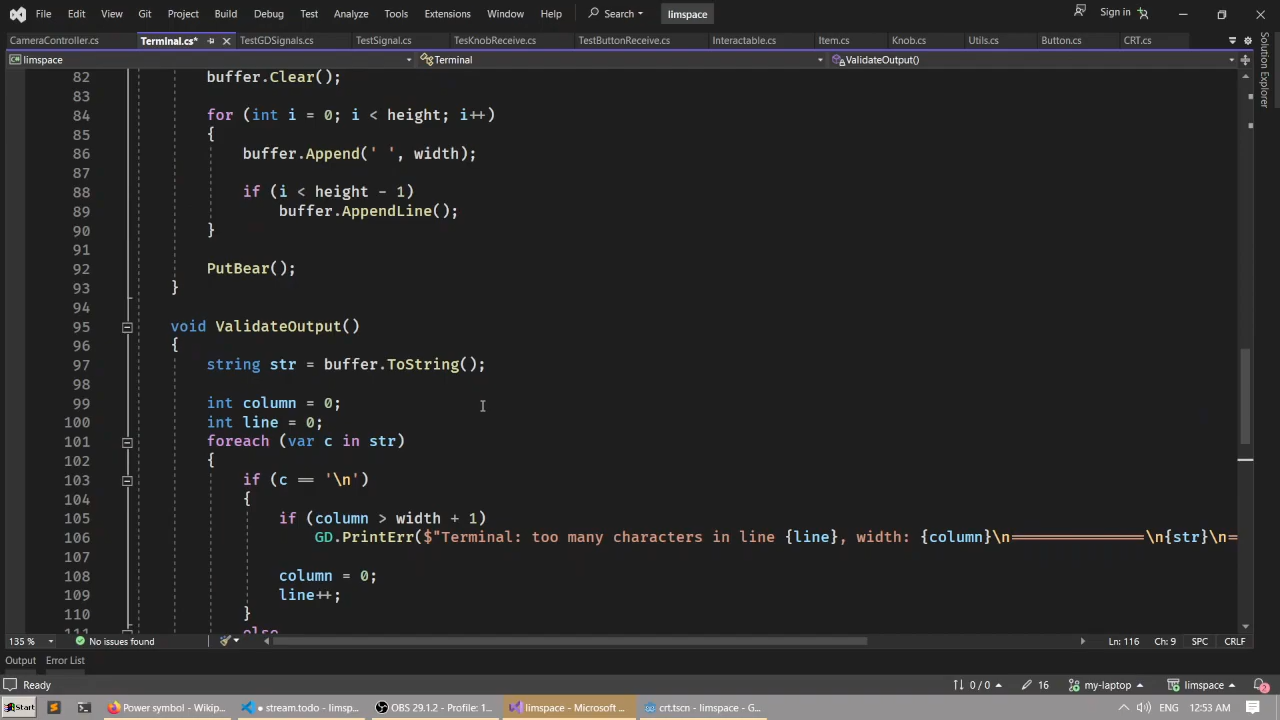 File Edit View Git Project Build Debug Test Analyze Tools Extensions Window Help Search limspace Sign in
CameraController.cs Terminal.cs* TestGDSignals.cs TestSignal.cs TesKnobReceive.cs TestButtonReceive.cs Interactable.cs Item.cs Knob.cs Utils.cs Button.cs CRT.cs
limspace Terminal ValidateOutput()
Solution Explorer
82 buffer.Clear();
83
84 for (int i = 0; i < height; i++)
85 {
86 buffer.Append(' ', width);
87
88 if (i < height - 1)
89 buffer.AppendLine();
90 }
91
92 PutBear();
93 }
94
95 void ValidateOutput()
96 {
97 string str = buffer.ToString();
98
99 int column = 0;
100 int line = 0;
101 foreach (var c in str)
102 {
103 if (c == '\n')
104 {
105 if (column > width + 1)
106 GD.PrintErr($"Terminal: too many characters in line {line}, width: {column}\n===============\n{str}\n=
107
108 column = 0;
109 line++;
110 }
111 else
135 % No issues found Ln: 116 Ch: 9 SPC CRLF
Output Error List
Ready 0 / 0 16 my-laptop limspace 2
Start Power symbol - Wikip... stream.todo - limsp... OBS 29.1.2 - Profile: 1... limspace - Microsoft ... crt.tscn - limspace - G... ENG 12:53 AM